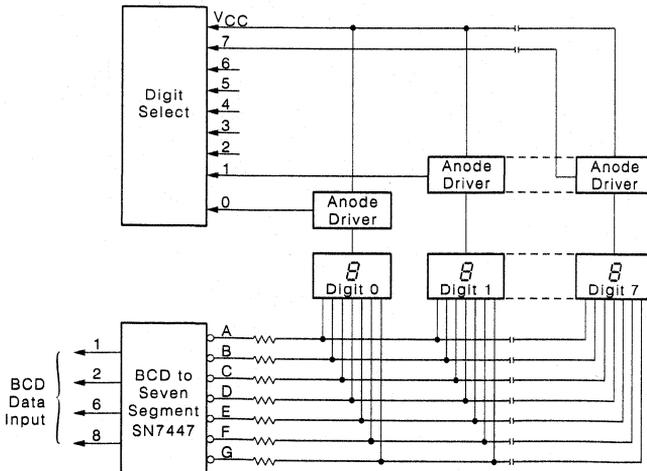 VCC
7
6
5
4
3
2
1
0
Digit
Select
Anode
Driver
Anode
Driver
Anode
Driver
8
Digit 0
8
Digit 1
8
Digit 7
A
B
C
D
E
F
G
BCD to
Seven
Segment
SN7447
1
2
6
8
BCD
Data
Input